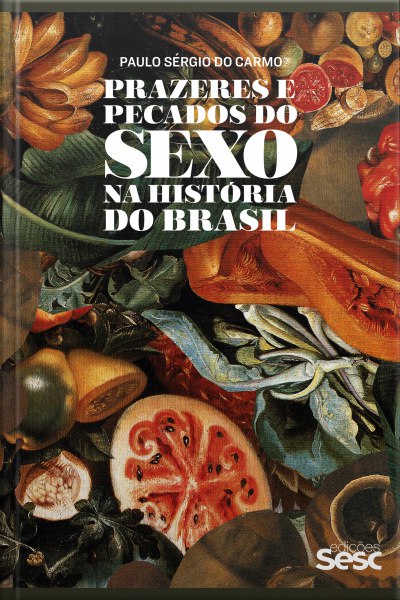 PAULO SÉRGIO DO CARMO
PRAZERES E
PECADOS DO
SEXO
NA HISTÓRIA
DO BRASIL
edições
Sesc